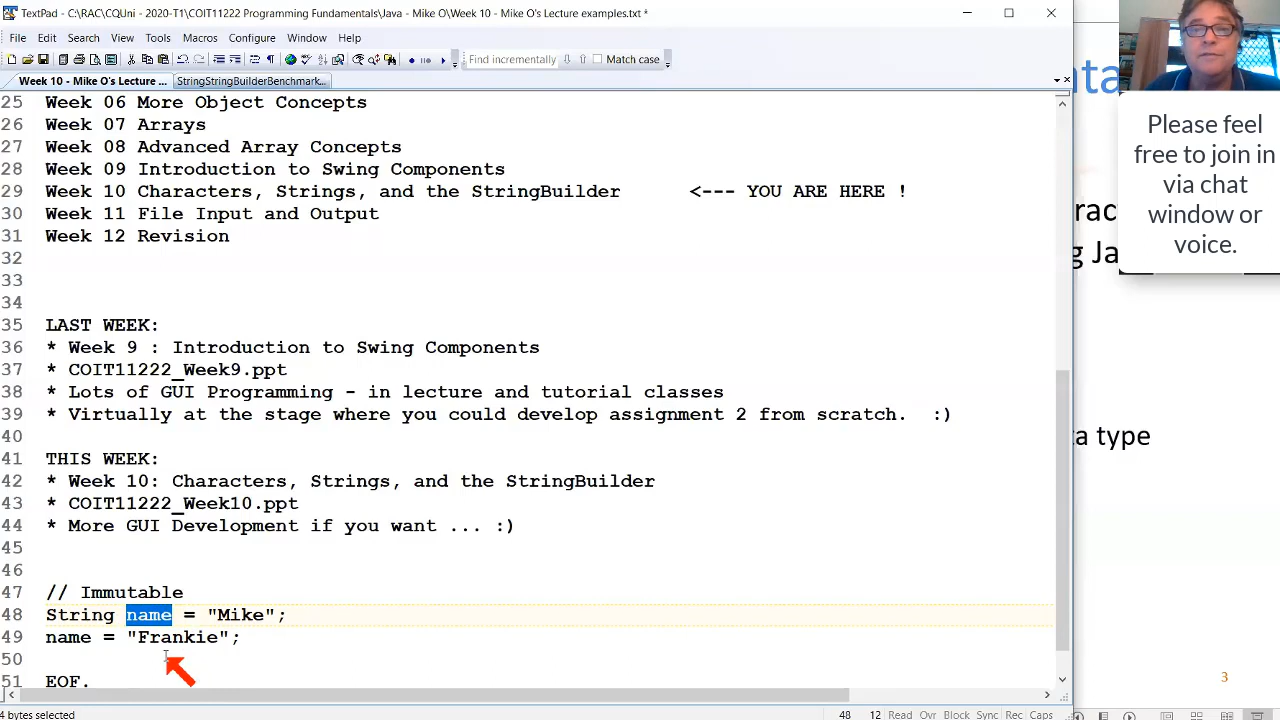 TextPad - C:\RAC\CQUni - 2020-T1\COIT11222 Programming Fundamentals\Java - Mike O\Week 10 - Mike O's Lecture examples.txt *
File Edit Search View Tools Macros Configure Window Help
Find incrementally Match case
Week 10 - Mike O's Lecture ... StringStringBuilderBenchmark...
25 Week 06 More Object Concepts
26 Week 07 Arrays
27 Week 08 Advanced Array Concepts
28 Week 09 Introduction to Swing Components
29 Week 10 Characters, Strings, and the StringBuilder <--- YOU ARE HERE !
30 Week 11 File Input and Output
31 Week 12 Revision
32
33
34
35 LAST WEEK:
36 * Week 9 : Introduction to Swing Components
37 * COIT11222_Week9.ppt
38 * Lots of GUI Programming - in lecture and tutorial classes
39 * Virtually at the stage where you could develop assignment 2 from scratch. :)
40
41 THIS WEEK:
42 * Week 10: Characters, Strings, and the StringBuilder
43 * COIT11222_Week10.ppt
44 * More GUI Development if you want ... :)
45
46
47 // Immutable
48 String name = "Mike";
49 name = "Frankie";
50
51 EOF.
4 bytes selected 48 12 Read Ovr Block Sync Rec Caps
Please feel
free to join in
via chat
window or
voice.
3